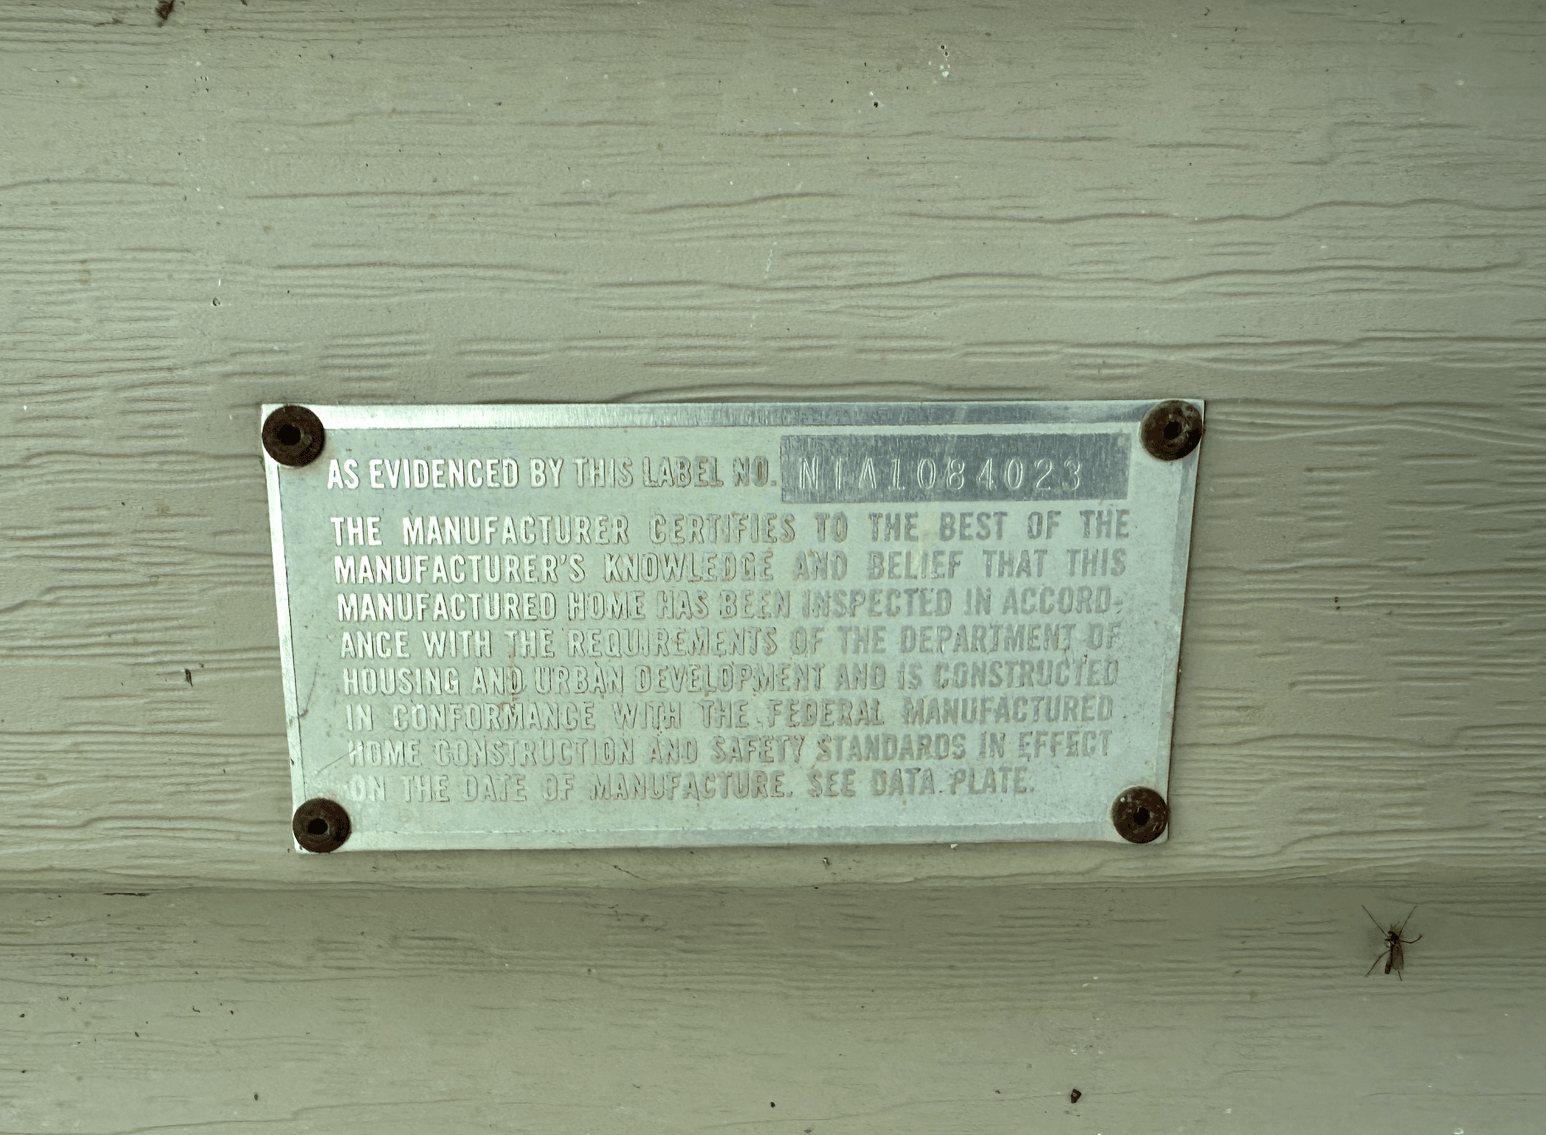 AS EVIDENCED BY THIS LABEL NO. NTA1084023
THE MANUFACTURER CERTIFIES TO THE BEST OF THE
MANUFACTURER'S KNOWLEDGE AND BELIEF THAT THIS
MANUFACTURED HOME HAS BEEN INSPECTED IN ACCORD-
ANCE WITH THE REQUIREMENTS OF THE DEPARTMENT OF
HOUSING AND URBAN DEVELOPMENT AND IS CONSTRUCTED
IN CONFORMANCE WITH THE FEDERAL MANUFACTURED
HOME CONSTRUCTION AND SAFETY STANDARDS IN EFFECT
ON THE DATE OF MANUFACTURE. SEE DATA PLATE.